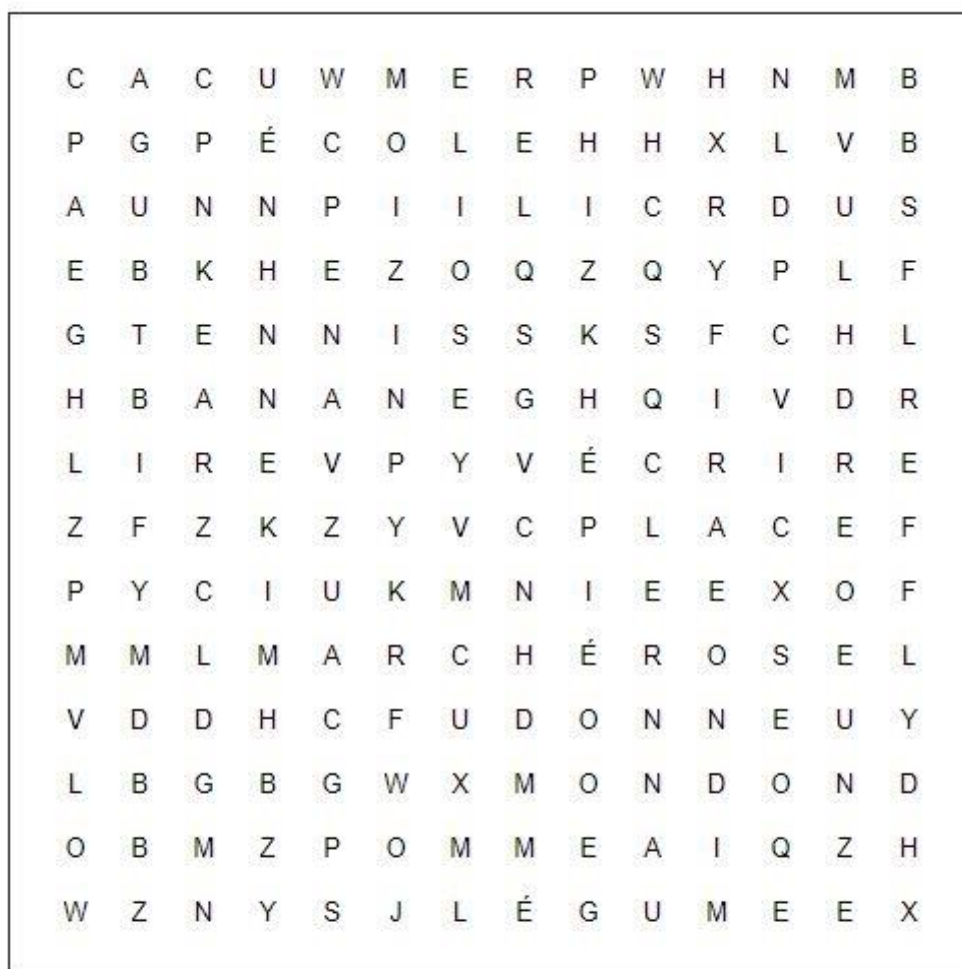 C A C U W M E R P W H N M B
P G P É C O L E H H X L V B
A U N N P I I L I C R D U S
E B K H E Z O Q Z Q Y P L F
G T E N N I S S K S F C H L
H B A N A N E G H Q I V D R
L I R E V P Y V É C R I R E
Z F Z K Z Y V C P L A C E F
P Y C I U K M N I E E X O F
M M L M A R C H É R O S E L
V D D H C F U D O N N E U Y
L B G B G W X M O N D O N D
O B M Z P O M M E A I Q Z H
W Z N Y S J L É G U M E E X